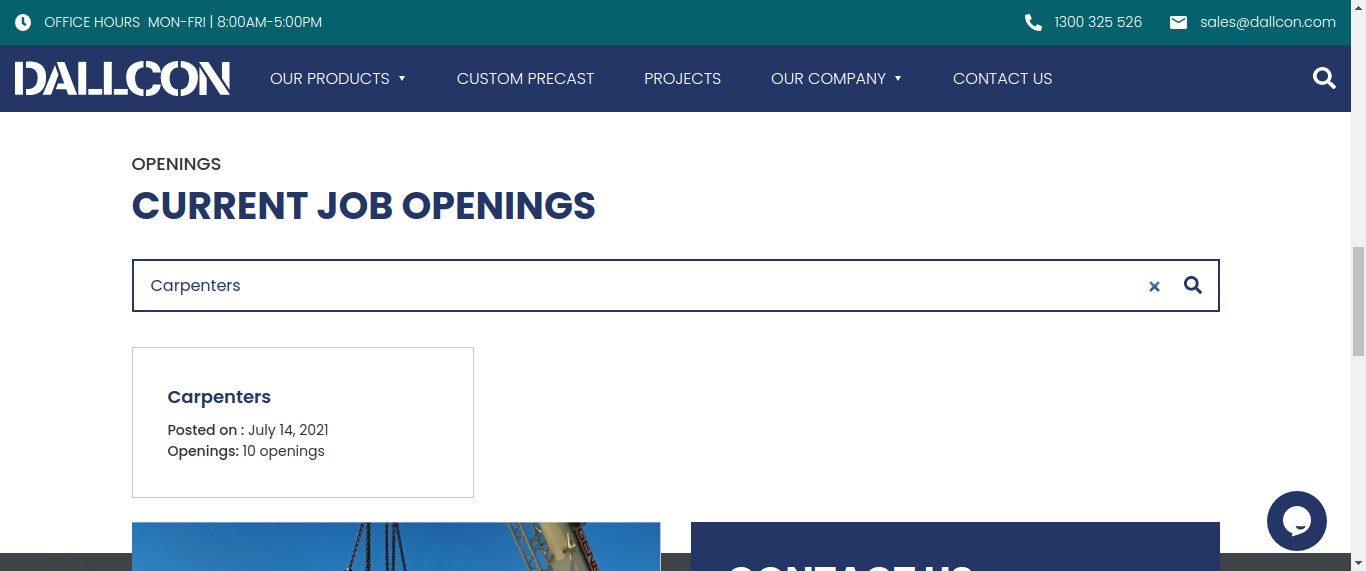 OFFICE HOURS MON-FRI | 8:00AM-5:00PM
1300 325 526
sales@dallcon.com
DALLCON
OUR PRODUCTS
CUSTOM PRECAST
PROJECTS
OUR COMPANY
CONTACT US
OPENINGS
CURRENT JOB OPENINGS
Carpenters
Carpenters
Posted on : July 14, 2021
Openings: 10 openings
CONTACT US